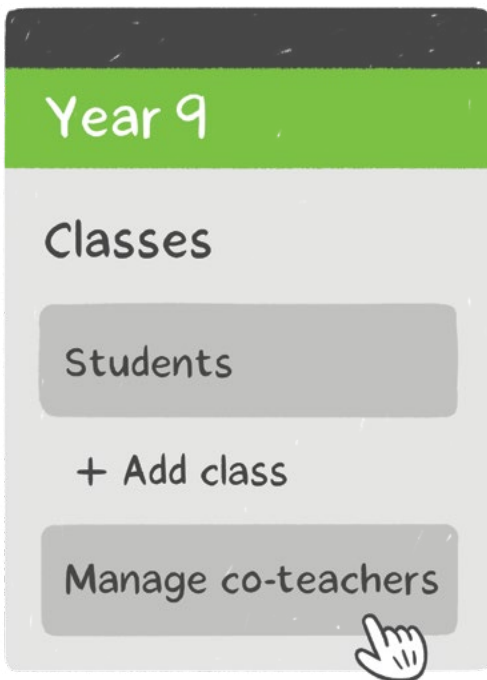 Year 9
Classes
Students
+ Add class
Manage co-teachers